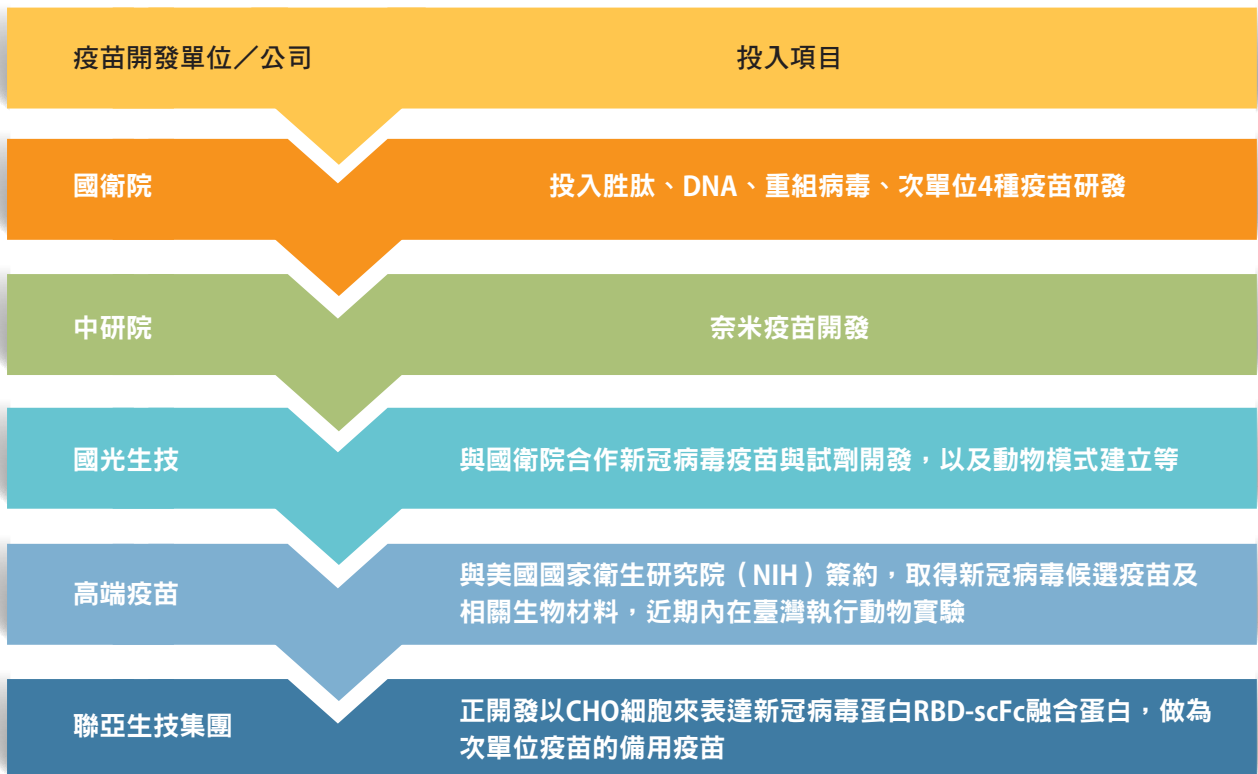 疫苗開發單位／公司 投入項目
國衛院 投入胜肽、DNA、重組病毒、次單位4種疫苗研發
中研院 奈米疫苗開發
國光生技 與國衛院合作新冠病毒疫苗與試劑開發，以及動物模式建立等
高端疫苗 與美國國家衛生研究院（NIH）簽約，取得新冠病毒候選疫苗及
相關生物材料，近期內在臺灣執行動物實驗
聯亞生技集團 正開發以CHO細胞來表達新冠病毒蛋白RBD-scFc融合蛋白，做為
次單位疫苗的備用疫苗